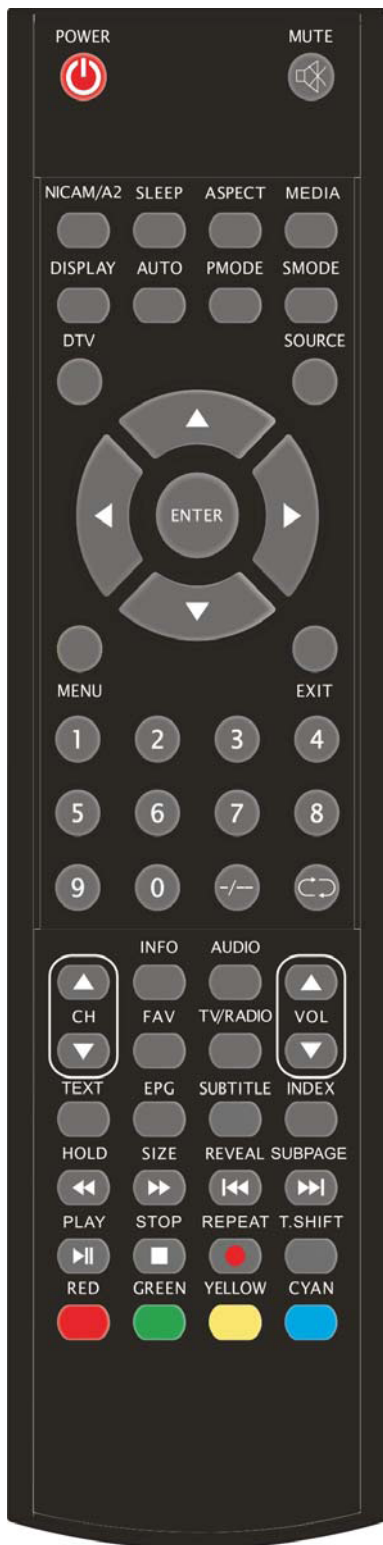 POWER MUTE
NICAM/A2 SLEEP ASPECT MEDIA
DISPLAY AUTO PMODE SMODE
DTV SOURCE
ENTER
MENU EXIT
1 2 3 4
5 6 7 8
9 0 -/--
INFO AUDIO
CH FAV TV/RADIO VOL
TEXT EPG SUBTITLE INDEX
HOLD SIZE REVEAL SUBPAGE
PLAY STOP REPEAT T.SHIFT
RED GREEN YELLOW CYAN